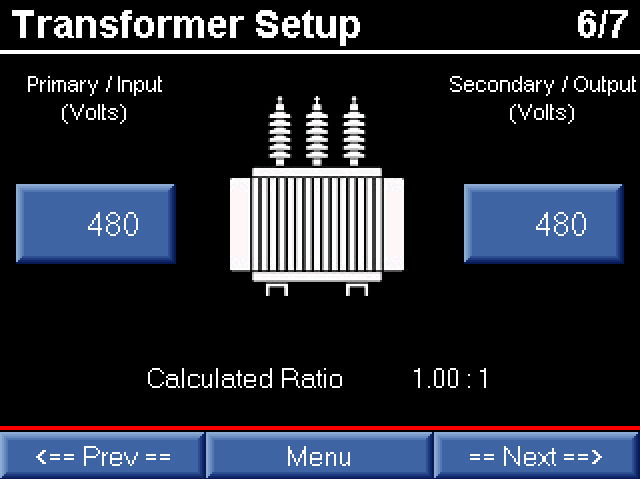 Transformer Setup 6/7
Primary / Input Secondary / Output
(Volts) (Volts)
480 480
Calculated Ratio 1.00 : 1
<== Prev == Menu == Next ==>